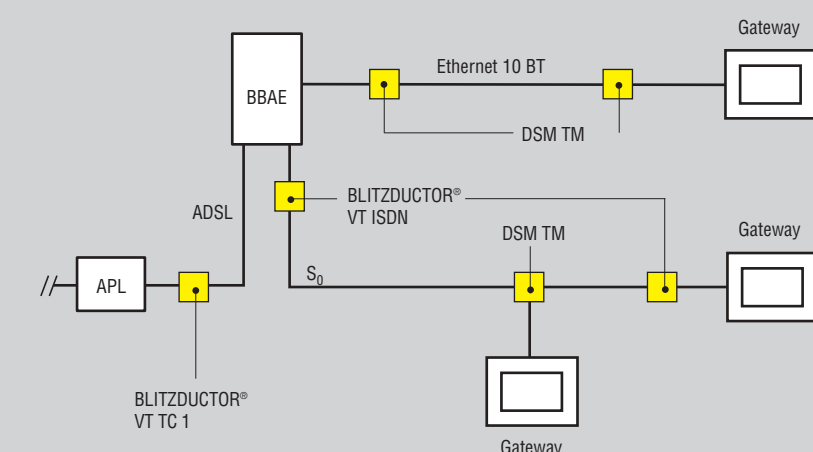 Gateway
Ethernet 10 BT
BBAE
DSM TM
BLITZDUCTOR®
VT ISDN
ADSL
DSM TM
Gateway
S0
// APL
BLITZDUCTOR®
VT TC 1
Gateway